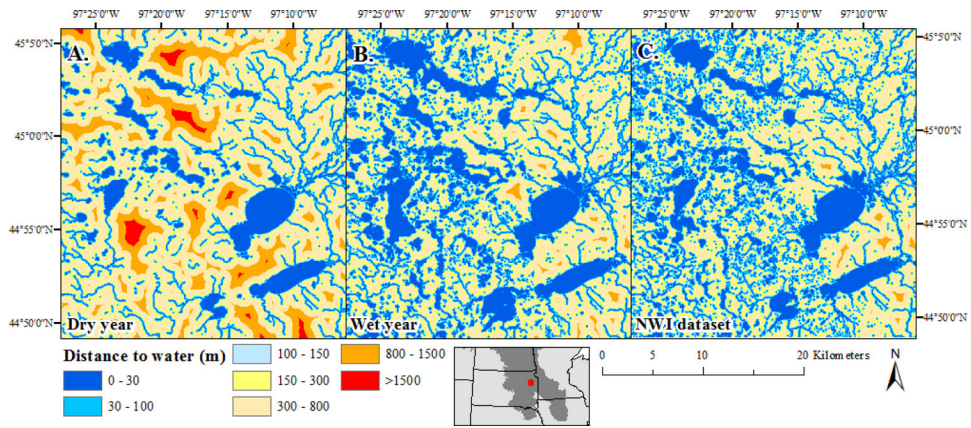 97°25'0"W 97°20'0"W 97°15'0"W 97°10'0"W 97°25'0"W 97°20'0"W 97°15'0"W 97°10'0"W 97°25'0"W 97°20'0"W 97°15'0"W 97°10'0"W
45°5'0"N
45°0'0"N
44°55'0"N
44°50'0"N
A.
Dry year
B.
Wet year
C.
NWI dataset
45°5'0"N
45°0'0"N
44°55'0"N
44°50'0"N
Distance to water (m)
0 - 30
30 - 100
100 - 150
150 - 300
300 - 800
800 - 1500
>1500
0 5 10 20 Kilometers
N